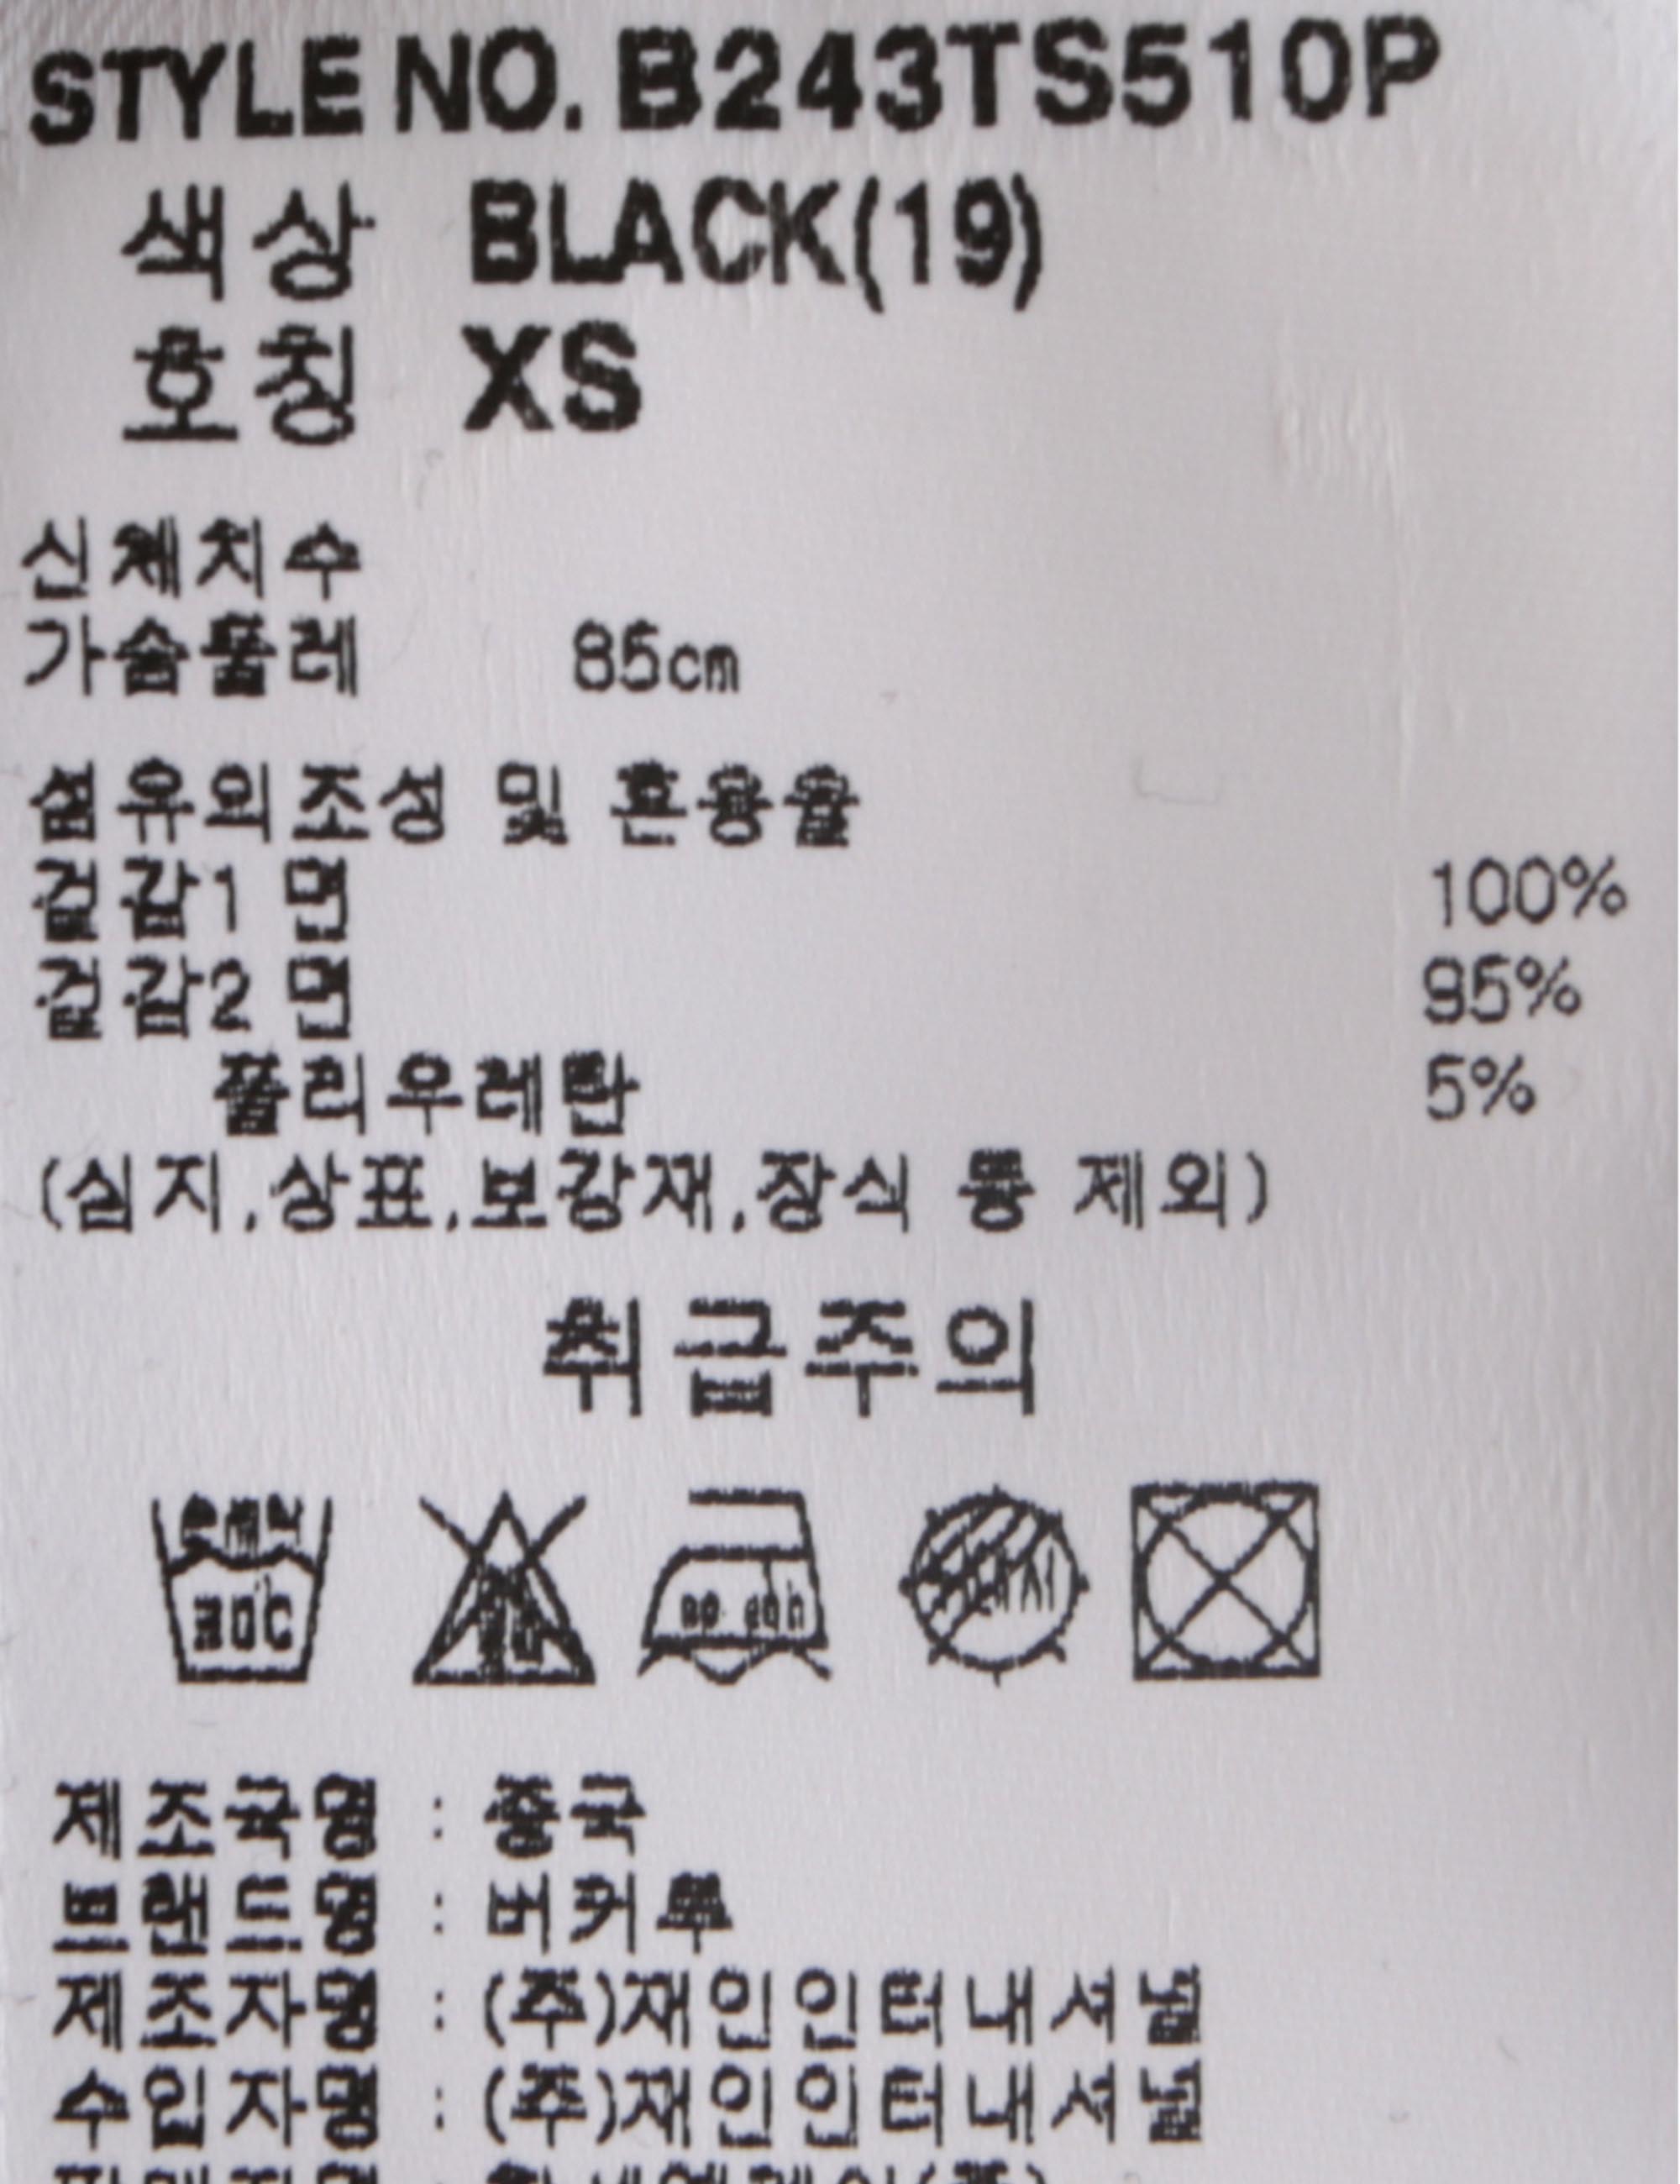 STYLE NO. B243TS510P
색상 BLACK(19)
호칭 XS
신체치수
가슴둘레 85cm
섬유의조성 및 혼용율
겉감1 면 100%
겉감2 면 95%
폴리우레탄 5%
(심지,상표,보강재,장식 등 제외)
취급주의
30℃
제조국명 : 중국
브랜드명 : 버커루
제조자명 : (주)재인인터내셔널
수입자명 : (주)재인인터내셔널